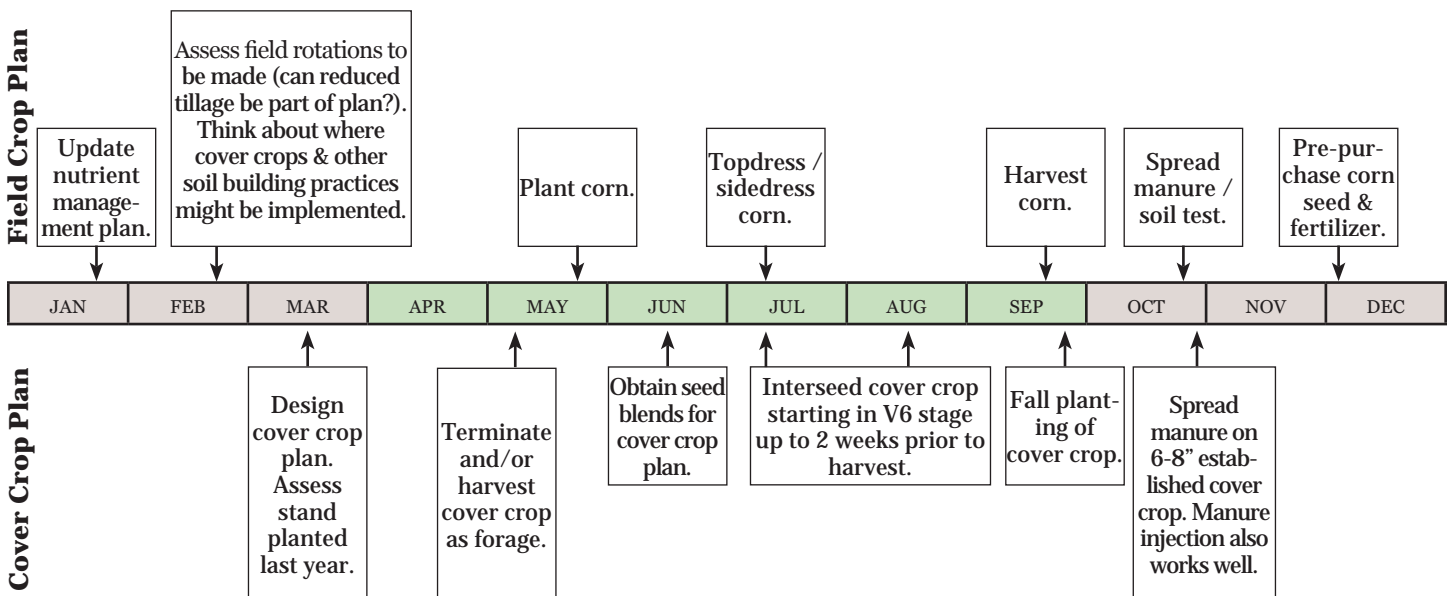 Field Crop Plan
Update
nutrient
manage-
ment plan.
Assess field rotations to
be made (can reduced
tillage be part of plan?).
Think about where
cover crops & other
soil building practices
might be implemented.
Plant corn.
Topdress /
sidedress
corn.
Harvest
corn.
Spread
manure /
soil test.
Pre-pur-
chase corn
seed &
fertilizer.
JAN FEB MAR APR MAY JUN JUL AUG SEP OCT NOV DEC
Cover Crop Plan
Design
cover crop
plan.
Assess
stand
planted
last year.
Terminate
and/or
harvest
cover crop
as forage.
Obtain seed
blends for
cover crop
plan.
Interseed cover crop
starting in V6 stage
up to 2 weeks prior to
harvest.
Fall plant-
ing of
cover crop.
Spread
manure on
6-8” estab-
lished cover
crop. Manure
injection also
works well.